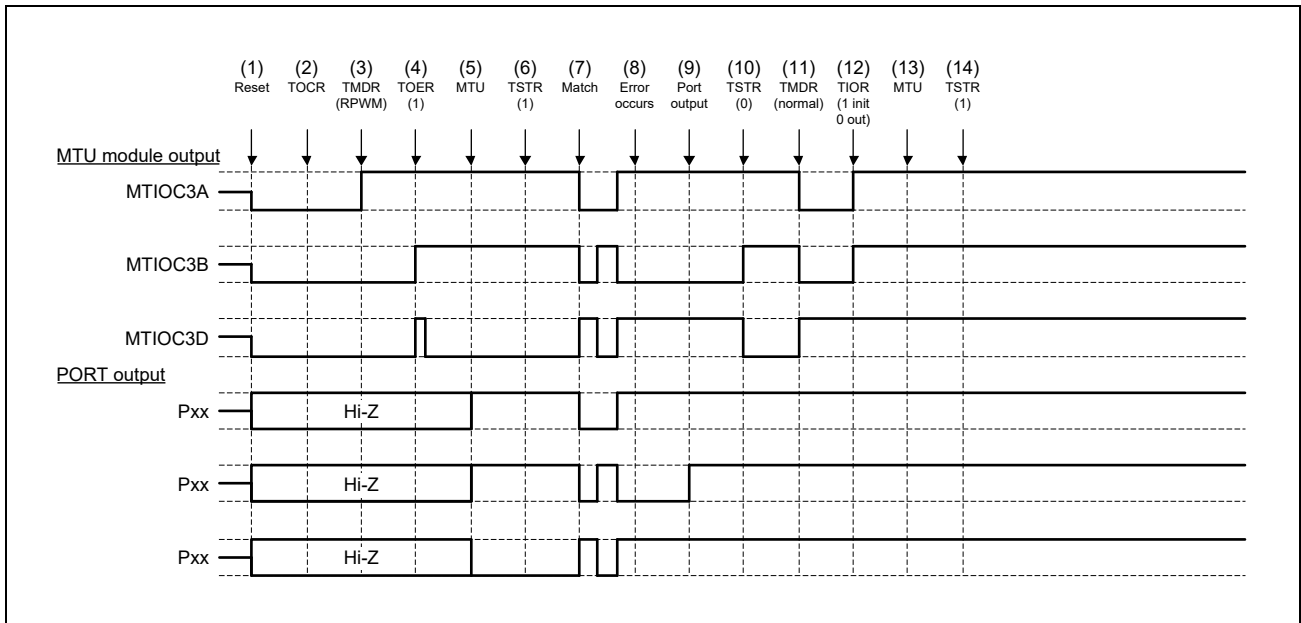 (1) (2) (3) (4) (5) (6) (7) (8) (9) (10) (11) (12) (13) (14)
Reset TOCR TMDR TOER MTU TSTR Match Error Port TSTR TMDR TIOR MTU TSTR
(RPWM) (1) (1) occurs output (0) (normal) (1 init (1)
0 out)
MTU module output
MTIOC3A
MTIOC3B
MTIOC3D
PORT output
Pxx Hi-Z
Pxx Hi-Z
Pxx Hi-Z